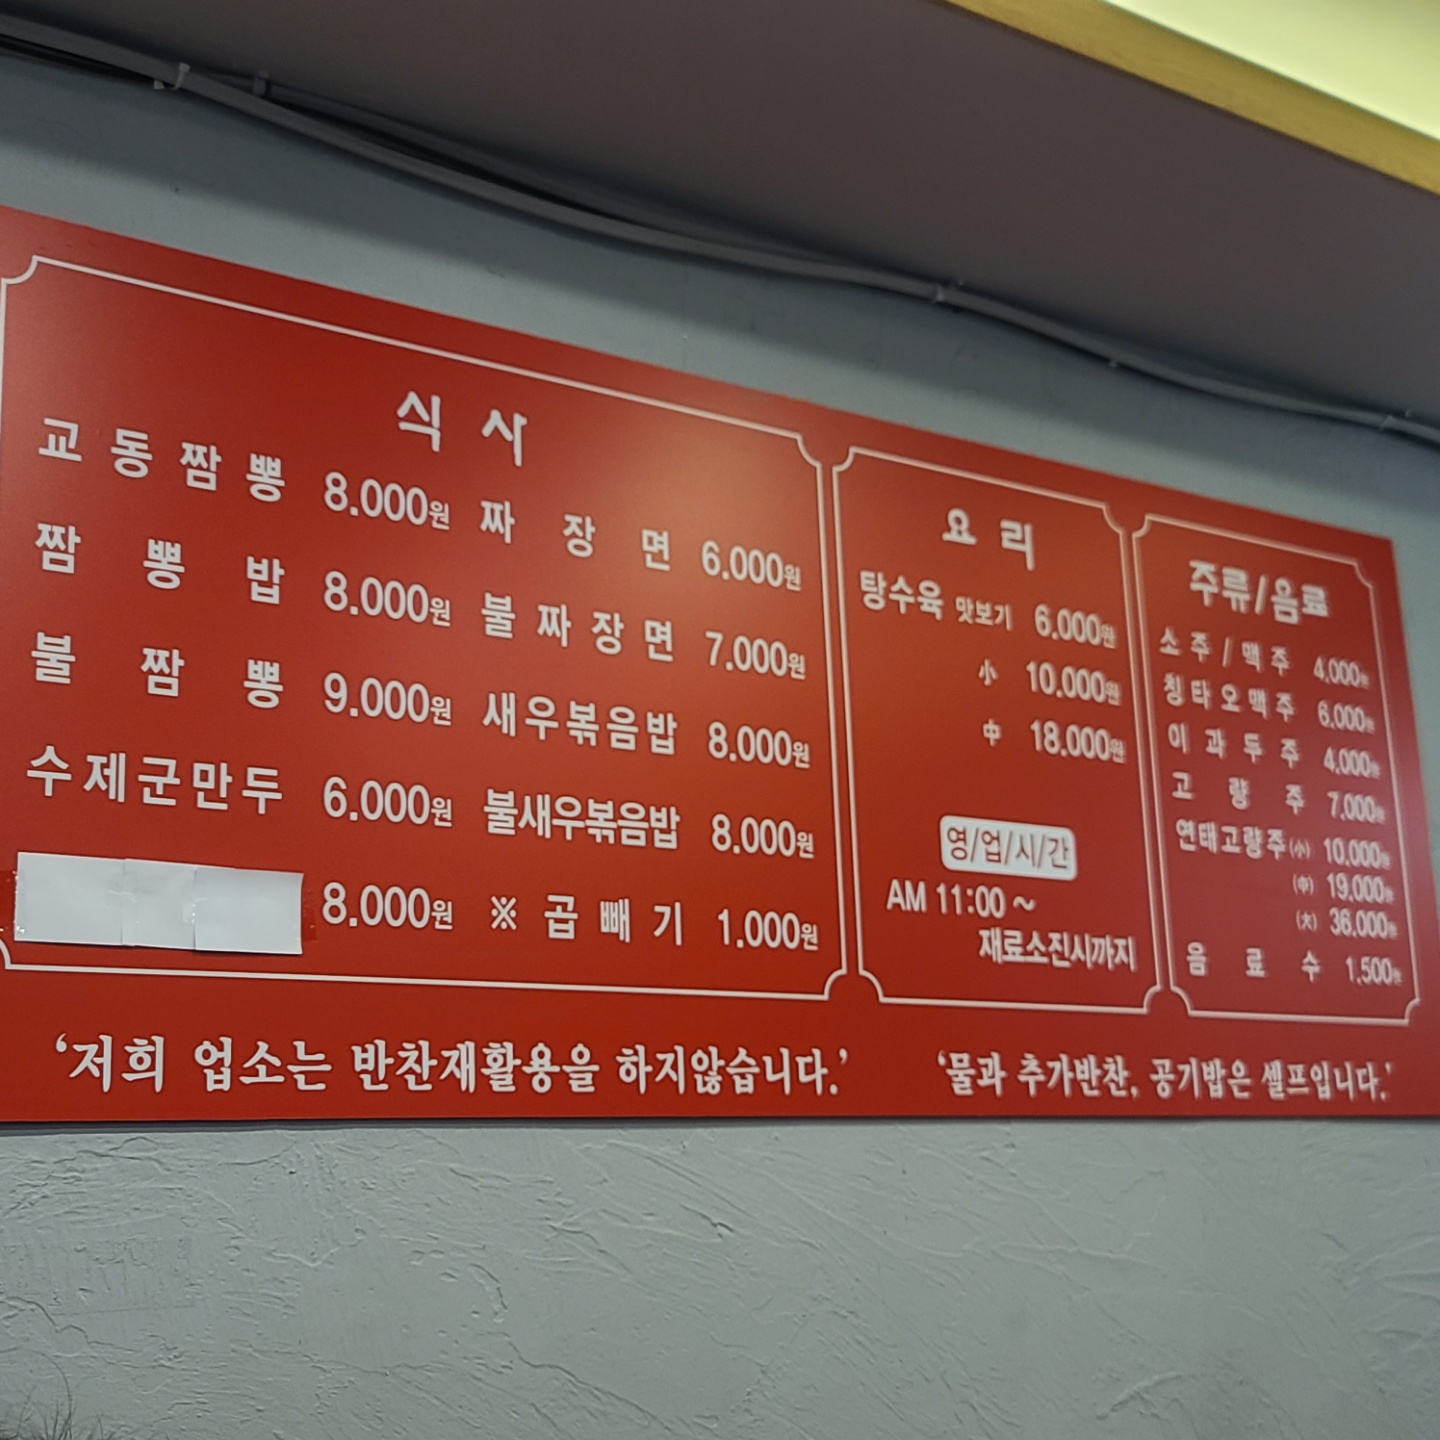 식사
교동짬뽕 8.000원 짜장면 6.000원
짬뽕밥 8.000원 불짜장면 7.000원
불짬뽕 9.000원 새우볶음밥 8.000원
수제군만두 6.000원 불새우볶음밥 8.000원
8.000원 ※곱빼기 1.000원
요리
탕수육 맛보기 6.000원
小 10.000원
中 18.000원
영/업/시/간
AM 11:00 ~
재료소진시까지
주류/음료
소주/맥주 4,000원
칭타오맥주 6,000원
이과두주 4,000원
고량주 7,000원
연태고량주(小) 10,000원
(中) 19,000원
(大) 36,000원
음료수 1,500원
'저희 업소는 반찬재활용을 하지않습니다.'
'물과 추가반찬, 공기밥은 셀프입니다.'